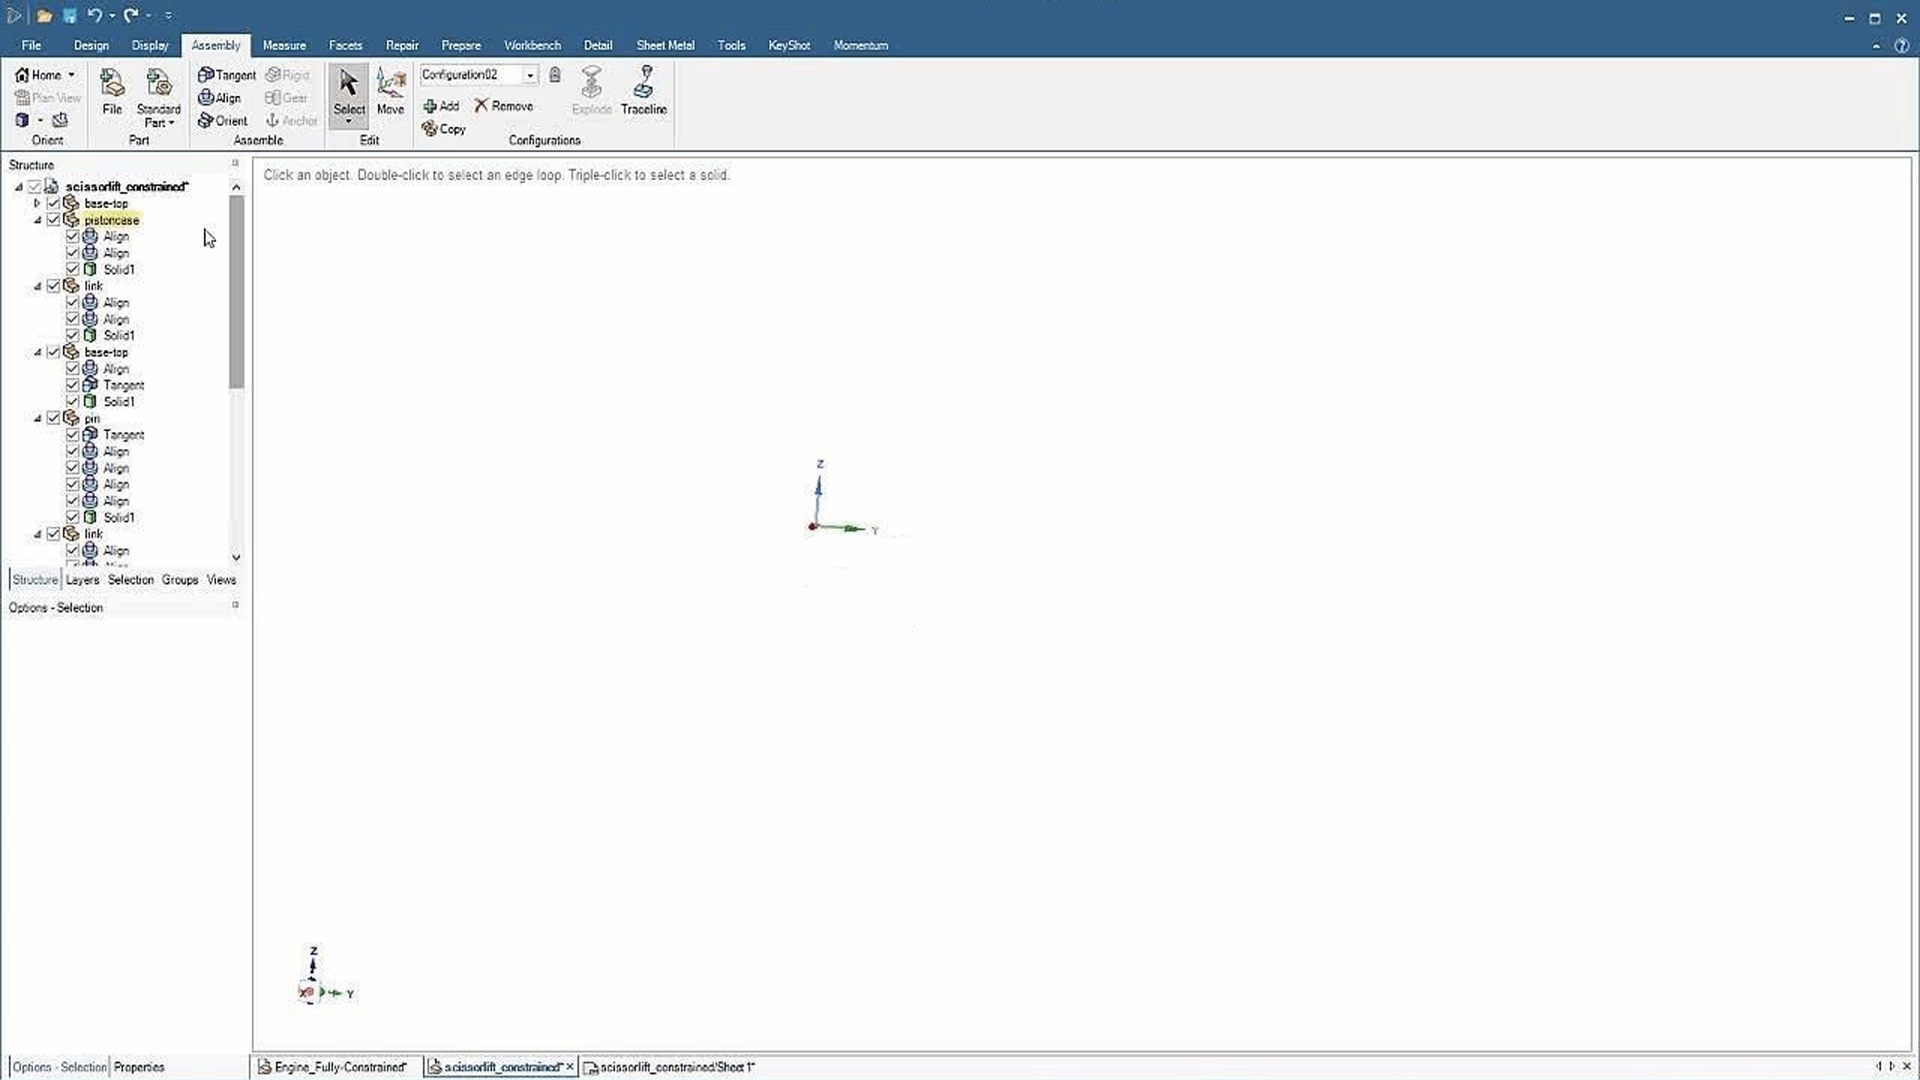 File Design Display Assembly Measure Facets Repair Prepare Workbench Detail Sheet Metal Tools KeyShot Momentum
Home
Plan View
Orient
File
Standard
Part
Part
Tangent
Align
Orient
Rigid
Gear
Anchor
Assemble
Select
Move
Edit
Configuration02
Add
Remove
Copy
Explode
Traceline
Configurations
Structure
scissorlift_constrained*
base-top
pistoncase
Align
Align
Solid1
link
Align
Align
Solid1
base-top
Align
Tangent
Solid1
pin
Tangent
Align
Align
Align
Align
Solid1
link
Align
Structure Layers Selection Groups Views
Options - Selection
Click an object. Double-click to select an edge loop. Triple-click to select a solid.
Z
Y
Z
X
Y
Options - Selection Properties
Engine_Fully-Constrained* scissorlift_constrained* scissorlift_constrained/Sheet1*